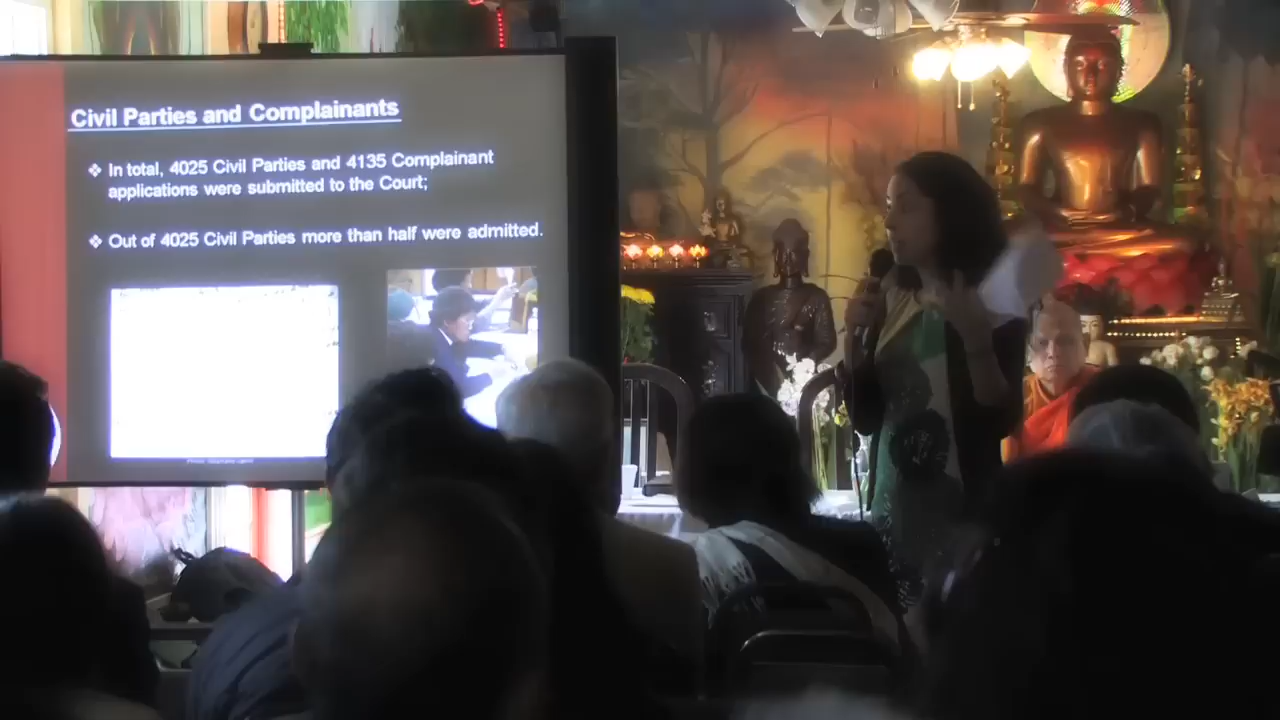 Civil Parties and Complainants
❖ In total, 4025 Civil Parties and 4135 Complainant
applications were submitted to the Court;
❖ Out of 4025 Civil Parties more than half were admitted.